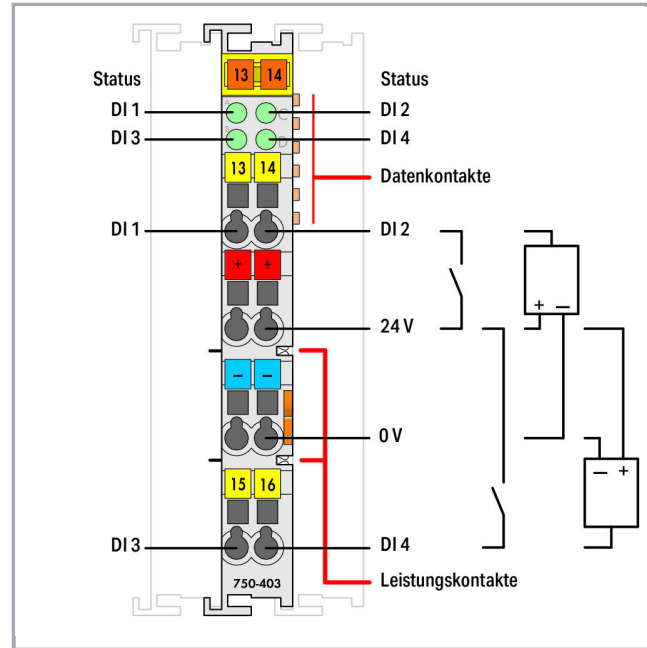 13 14
Status Status
DI 1 A C DI 2
DI 3 B D DI 4
13 14
Datenkontakte
DI 1 DI 2
+ +
+ −
24 V
− −
0 V
− +
15 16
DI 3 DI 4
750-403
Leistungskontakte